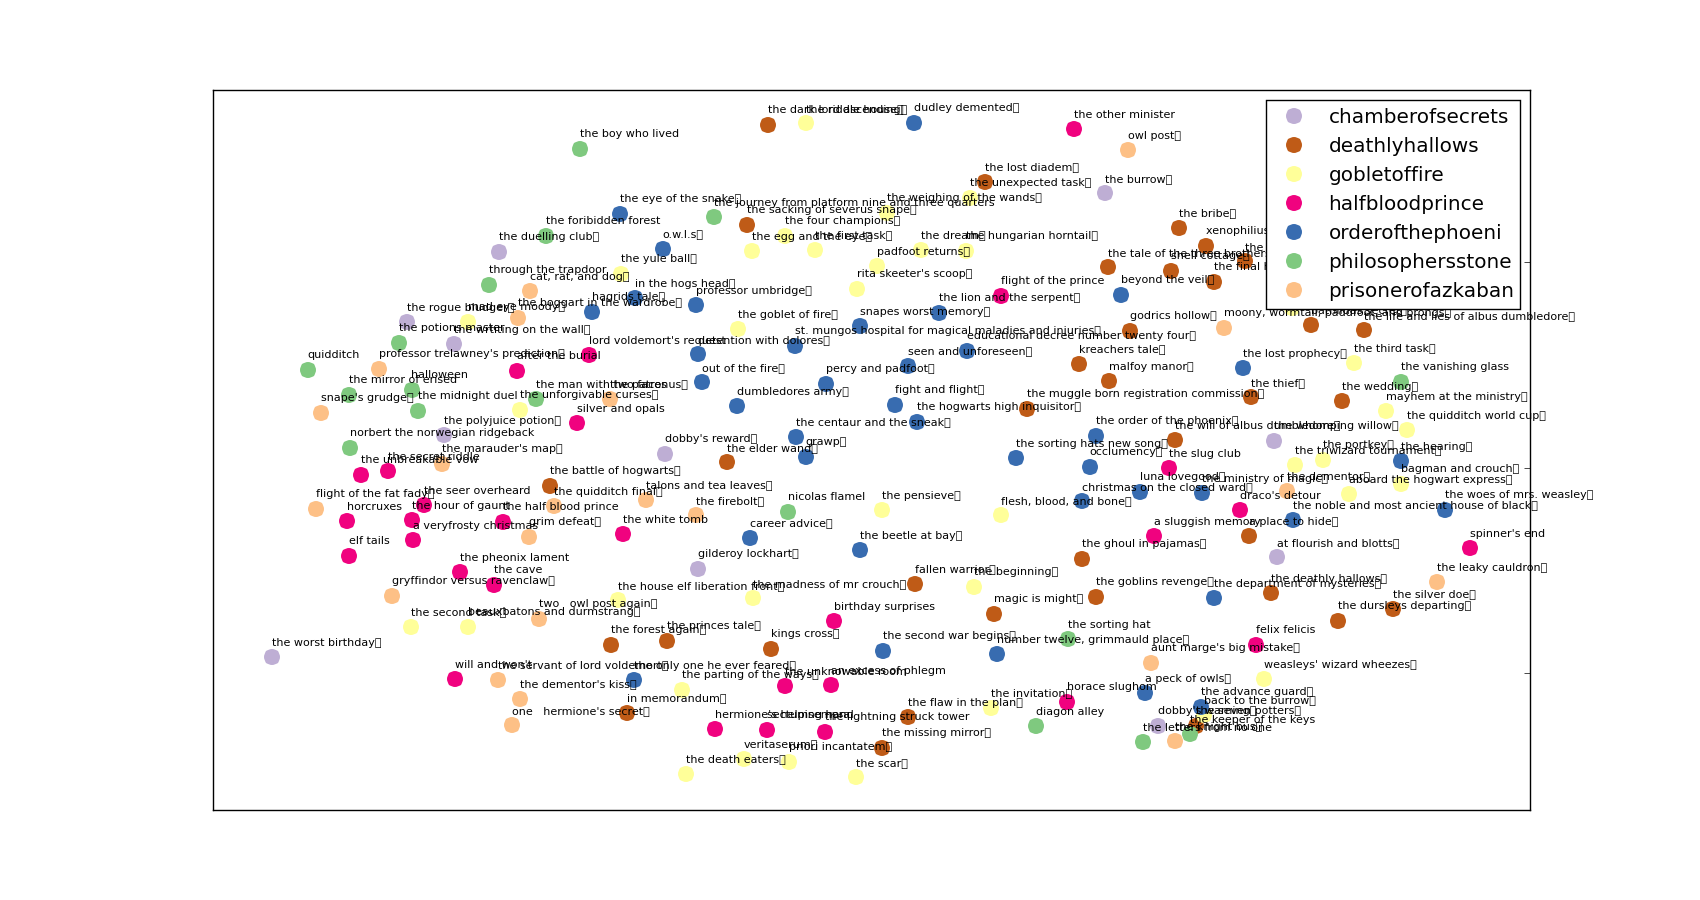 the boy who lived
the riddle house
dudley demented
the other minister
owl post
the lost diadem
the unexpected task
the burrow
the eye of the snake
the journey from platform nine and three quarters
the weighing of the wands
the sacking of severus snape
the bribe
the foribidden forest
the four champions
xenophilius
the duelling club
o.w.l.s
the egg and the eye
the first task
the dream
the hungarian horntail
the yule ball
padfoot returns
the tale of the three brothers
shell cottage
through the trapdoor
cat, rat, and dog
in the hogs head
rita skeeter's scoop
flight of the prince
beyond the veil
the final
hagrids tale
professor umbridge
the lion and the serpent
the rogue bludger
mad-eye moody
the boggart in the wardrobe
the goblet of fire
snapes worst memory
godrics hollow
moony, wormtail, padfoot and prongs
the life and lies of albus dumbledore
the potions master
the writing on the wall
st. mungos hospital for magical maladies and injuries
educational decree number twenty four
lord voldemort's request
detention with dolores
quidditch
professor trelawney's prediction
after the burial
seen and unforeseen
kreachers tale
the lost prophecy
the third task
the mirror of erised
halloween
out of the fire
percy and padfoot
malfoy manor
the vanishing glass
snape's grudge
the midnight duel
the man with two faces
the patronus
the unforgivable curses
dumbledores army
fight and flight
the muggle born registration commission
the thief
the wedding
mayhem at the ministry
silver and opals
the hogwarts high inquisitor
the quidditch world cup
the polyjuice potion
the centaur and the sneak
the order of the phoenix
the will of albus dumbledore
the whomping willow
norbert the norwegian ridgeback
dobby's reward
the elder wand
grawp
the sorting hats new song
the triwizard tournament
the portkey
the hearing
the marauder's map
the secret riddle
the unbreakable vow
occlumency
the slug club
the battle of hogwarts
bagman and crouch
luna lovegood
the ministry of magic
the dementor
aboard the hogwart express
flight of the fat fady
the seer overheard
the quidditch final
talons and tea leaves
the firebolt
nicolas flamel
the pensieve
flesh, blood, and bone
christmas on the closed ward
draco's detour
the woes of mrs. weasley
horcruxes
the hour of gaunt
the half blood prince
the noble and most ancient house of black
a veryfrosty christmas
grim defeat
the white tomb
career advice
a sluggish memory
a place to hide
spinner's end
elf tails
the beetle at bay
the ghoul in pajamas
at flourish and blotts
the pheonix lament
the cave
gilderoy lockhart
fallen warrior
the beginning
the leaky cauldron
gryffindor versus ravenclaw
the house elf liberation front
the madness of mr crouch
the goblins revenge
the department of mysteries
the deathly hallows
the silver doe
the second task
beauxbatons and durmstrang
two owl post again
birthday surprises
magic is might
the dursleys departing
the worst birthday
the forest again
the princes tale
kings cross
the second war begins
number twelve, grimmauld place
the sorting hat
felix felicis
aunt marge's big mistake
will and won't
the servant of lord voldemort
the only one he ever feared
the parting of the ways
the unknowable room
an excess of phlegm
weasleys' wizard wheezes
the dementor's kiss
in memorandum
the flaw in the plan
the invitation
horace slughorn
a peck of owls
the advance guard
back to the burrow
one hermione's secret
hermione's helping hand
sectumsempra
the lightning struck tower
diagon alley
dobby's warning
the seven potters
the keeper of the keys
the missing mirror
the letters from no one
the knight bus
veritaserum
priori incantatem
the death eaters
the scar
chamberofsecrets
deathlyhallows
gobletoffire
halfbloodprince
orderofthephoeni
philosophersstone
prisonerofazkaban